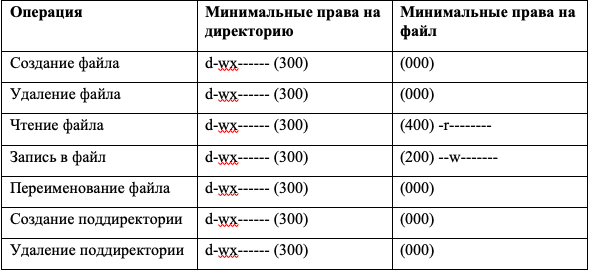 Операция Минимальные права на директорию Минимальные права на файл
Создание файла d-wx------ (300) (000)
Удаление файла d-wx------ (300) (000)
Чтение файла d-wx------ (300) (400) -r--------
Запись в файл d-wx------ (300) (200) --w-------
Переименование файла d-wx------ (300) (000)
Создание поддиректории d-wx------ (300) (000)
Удаление поддиректории d-wx------ (300) (000)